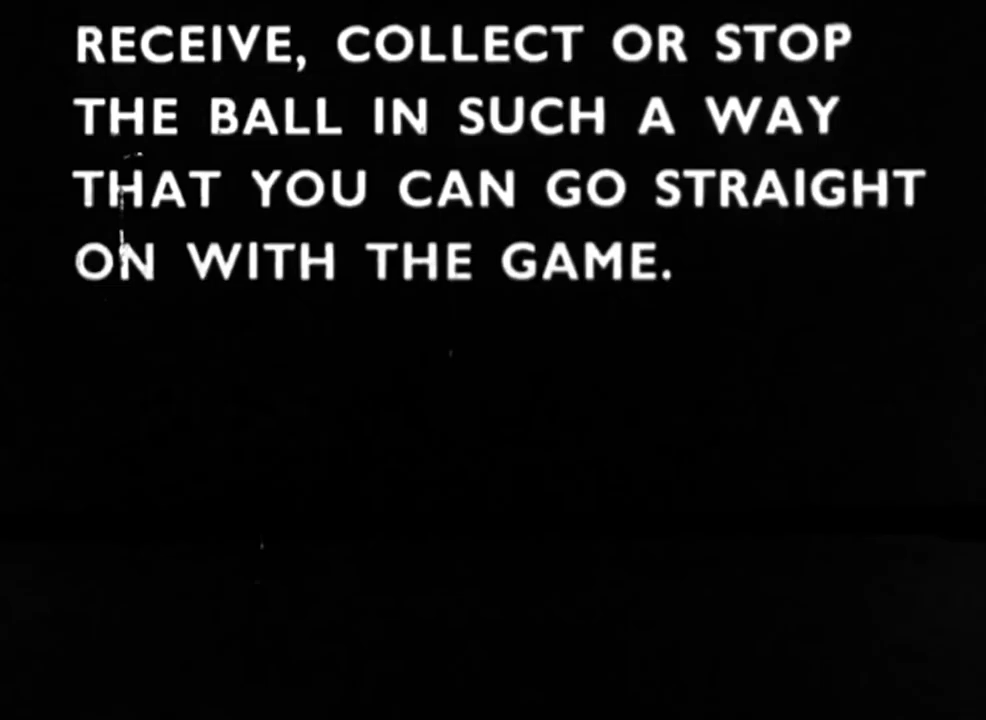 RECEIVE, COLLECT OR STOP
THE BALL IN SUCH A WAY
THAT YOU CAN GO STRAIGHT
ON WITH THE GAME.